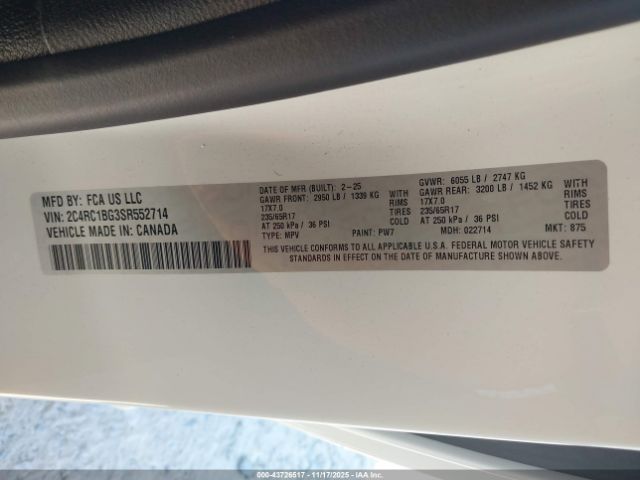 MFD BY: FCA US LLC
VIN: 2C4RC1BG3SR552714
VEHICLE MADE IN: CANADA
DATE OF MFR (BUILT): 2-25
GAWR FRONT: 2950 LB / 1339 KG WITH
17X7.0 RIMS
235/65R17 TIRES
AT 250 kPa / 36 PSI COLD
TYPE: MPV PAINT: PW7
GVWR: 6055 LB / 2747 KG
GAWR REAR: 3200 LB / 1452 KG WITH
17X7.0 RIMS
235/65R17 TIRES
AT 250 kPa / 36 PSI COLD
MDH: 022714 MKT: 875
THIS VEHICLE CONFORMS TO ALL APPLICABLE U.S.A. FEDERAL MOTOR VEHICLE SAFETY
STANDARDS IN EFFECT ON THE DATE OF MANUFACTURE SHOWN ABOVE.
000-43726517 - 11/17/2025 - IAAI.COM